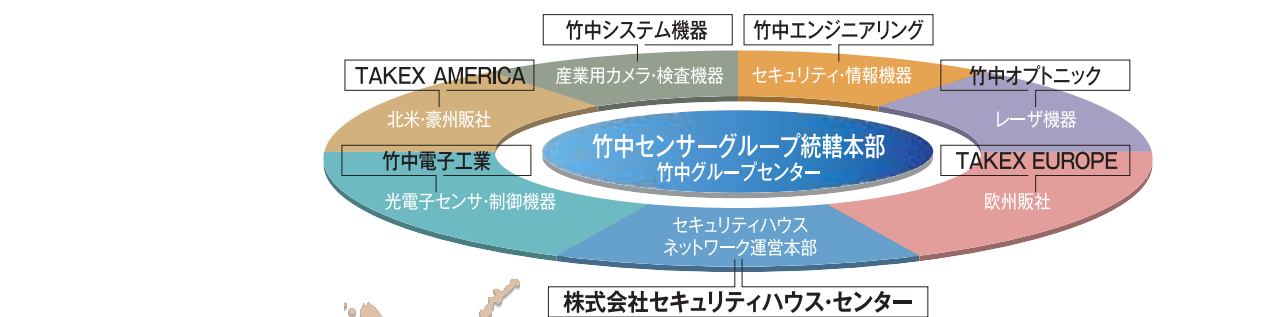 竹中システム機器
竹中エンジニアリング
TAKEX AMERICA
産業用カメラ・検査機器
セキュリティ・情報機器
竹中オプトニック
北米・豪州販社
レーザ機器
竹中センサーグループ統轄本部
竹中グループセンター
竹中電子工業
TAKEX EUROPE
光電子センサ・制御機器
欧州販社
セキュリティハウス
ネットワーク運営本部
株式会社セキュリティハウス・センター